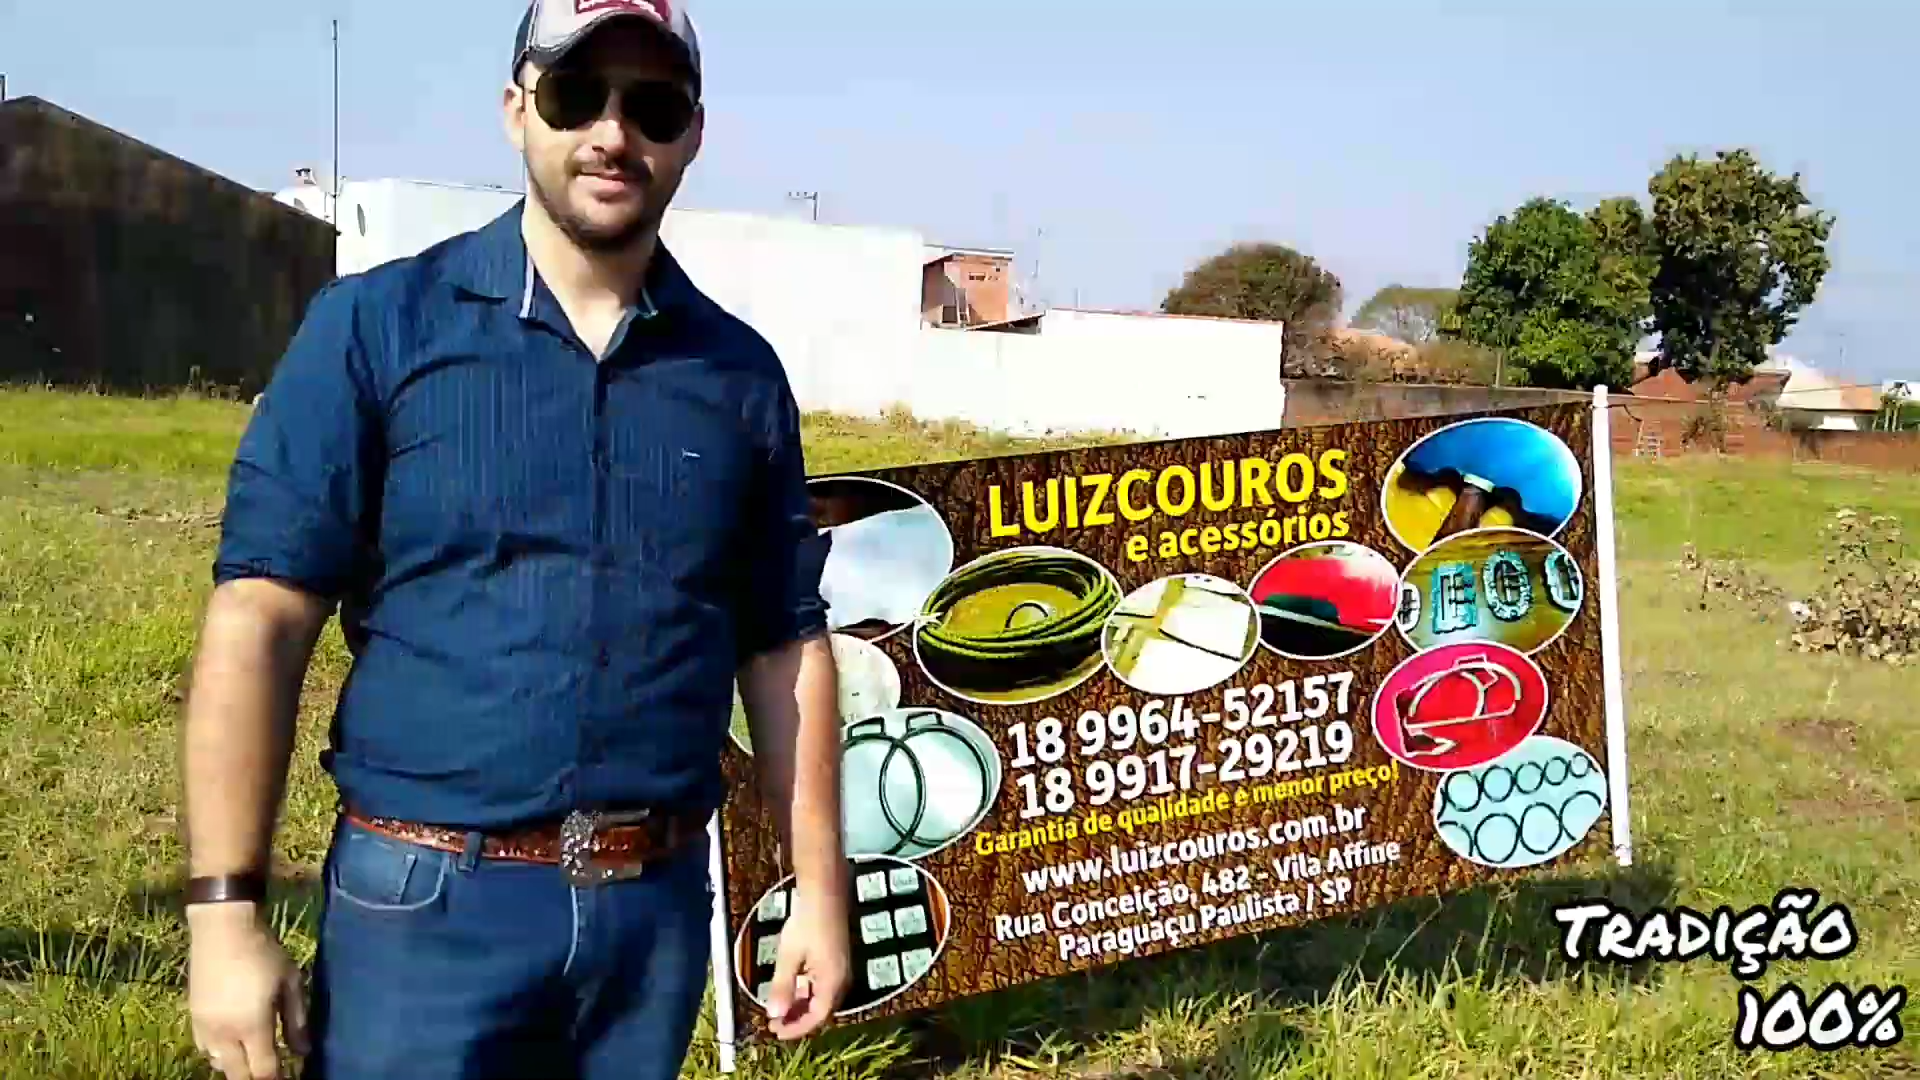 LUIZCOUROS
e acessórios
18 9964-52157
18 9917-29219
Garantia de qualidade e menor preço!
www.luizcouros.com.br
Rua Conceição, 482 - Vila Affine
Paraguaçu Paulista / SP
Tradição
100%